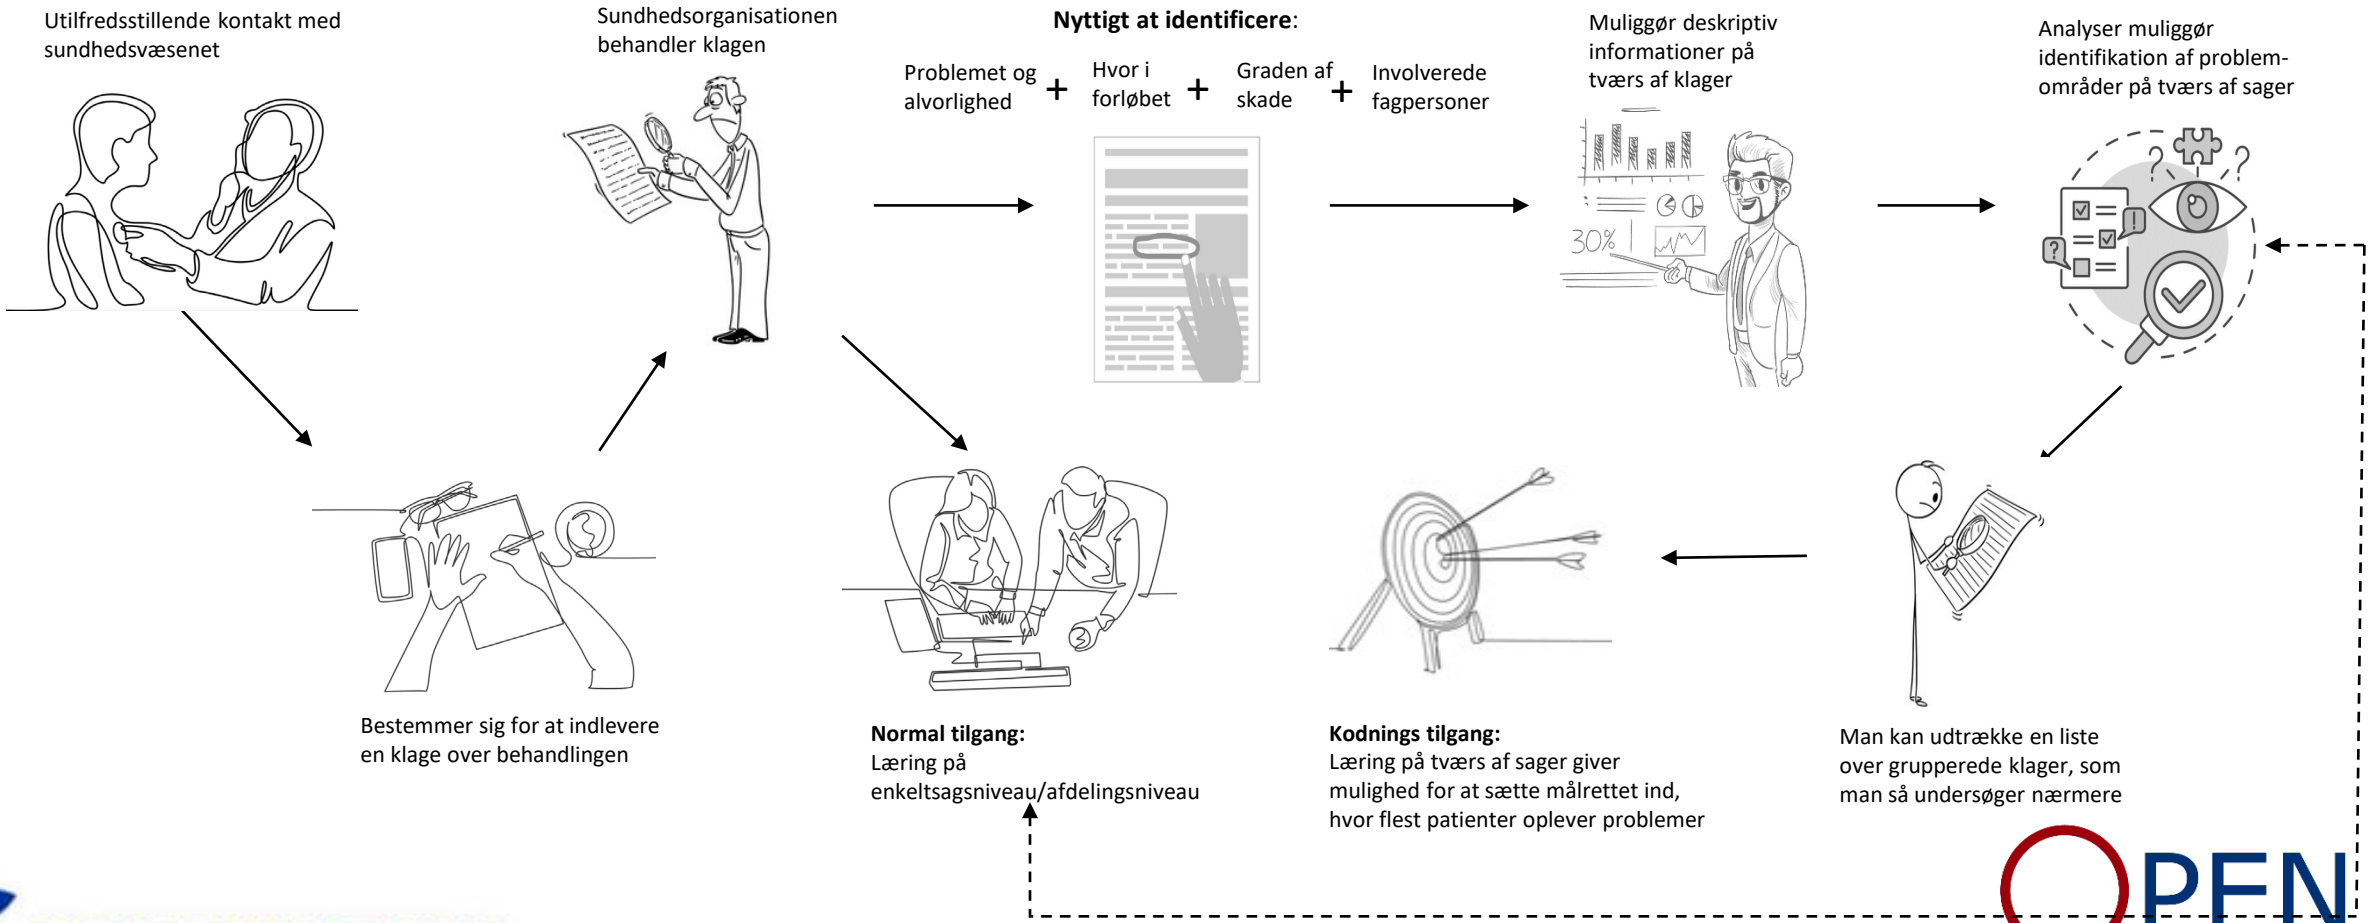 Utilfredsstillende kontakt med
sundhedsvæsenet
Sundhedsorganisationen
behandler klagen
Nyttigt at identificere:
Problemet og
alvorlighed
+
Hvor i
forløbet
+
Graden af
skade
+
Involverede
fagpersoner
Muliggør deskriptiv
informationer på
tværs af klager
30%
Analyser muliggør
identifikation af problem-
områder på tværs af sager
? ?
!
?
Bestemmer sig for at indlevere
en klage over behandlingen
Normal tilgang:
Læring på
enkeltsagsniveau/afdelingsniveau
Kodnings tilgang:
Læring på tværs af sager giver
mulighed for at sætte målrettet ind,
hvor flest patienter oplever problemer
Man kan udtrække en liste
over grupperede klager, som
man så undersøger nærmere
OPEN